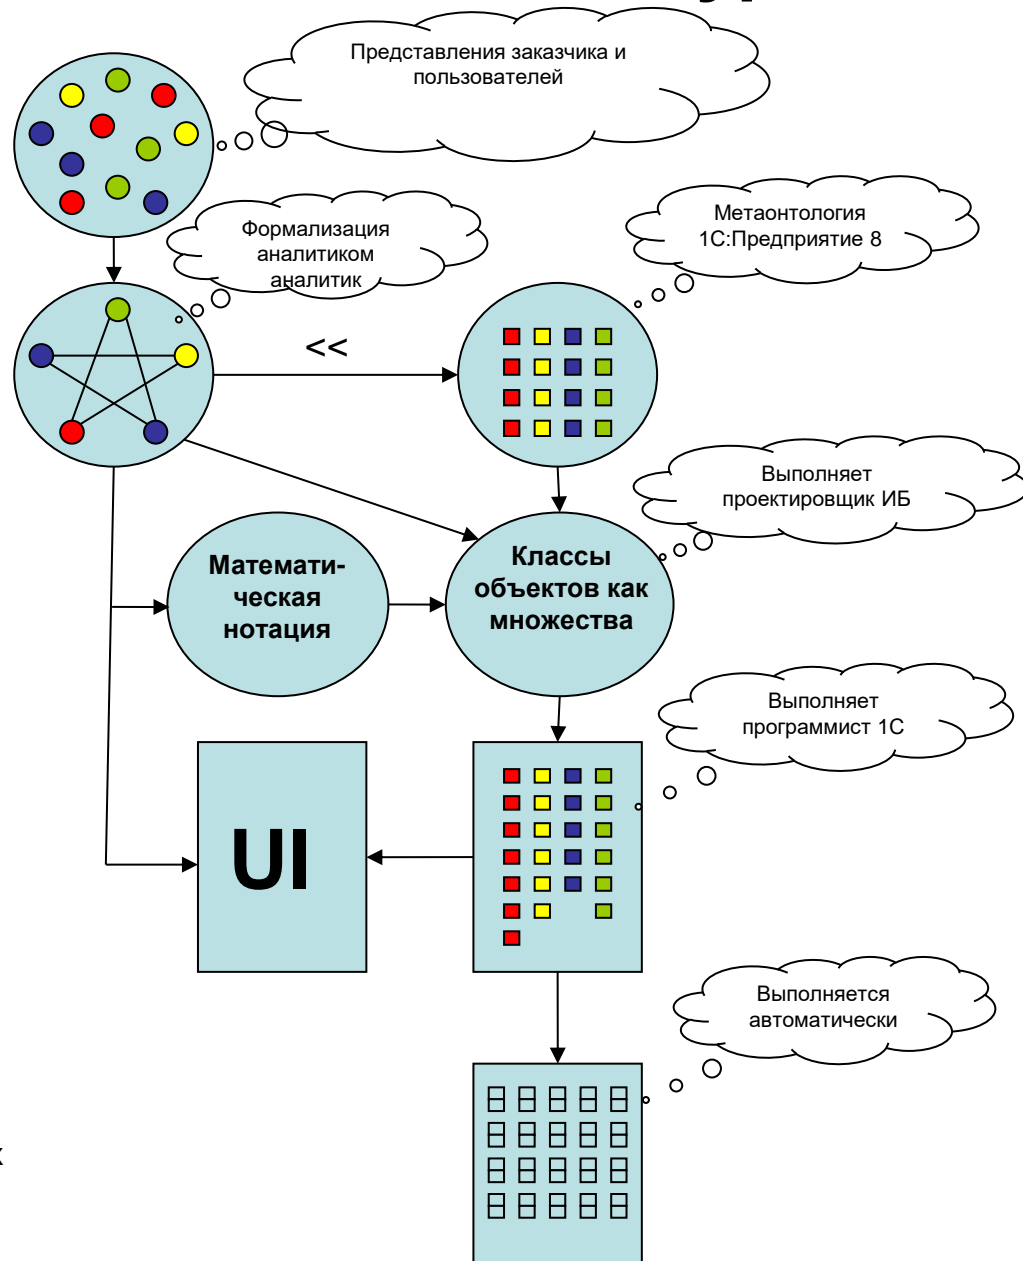 Представления заказчика и
пользователей
Формализация
аналитиком
аналитик
Метаонтология
1С:Предприятие 8
<<
Выполняет
проектировщик ИБ
Математи-
ческая
нотация
Классы
объектов как
множества
Выполняет
программист 1С
UI
Выполняется
автоматически